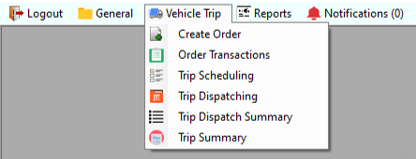 Logout General Vehicle Trip Reports Notifications (0)
Create Order
Order Transactions
Trip Scheduling
Trip Dispatching
Trip Dispatch Summary
Trip Summary